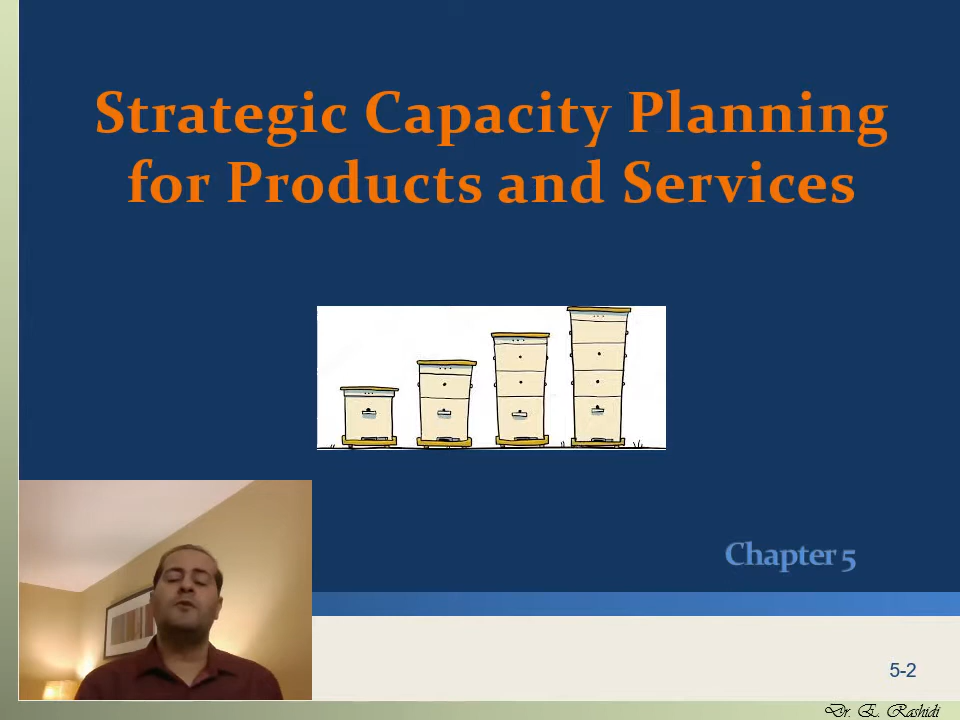 Strategic Capacity Planning
for Products and Services
Chapter 5
5-2
Dr. E. Rashidi